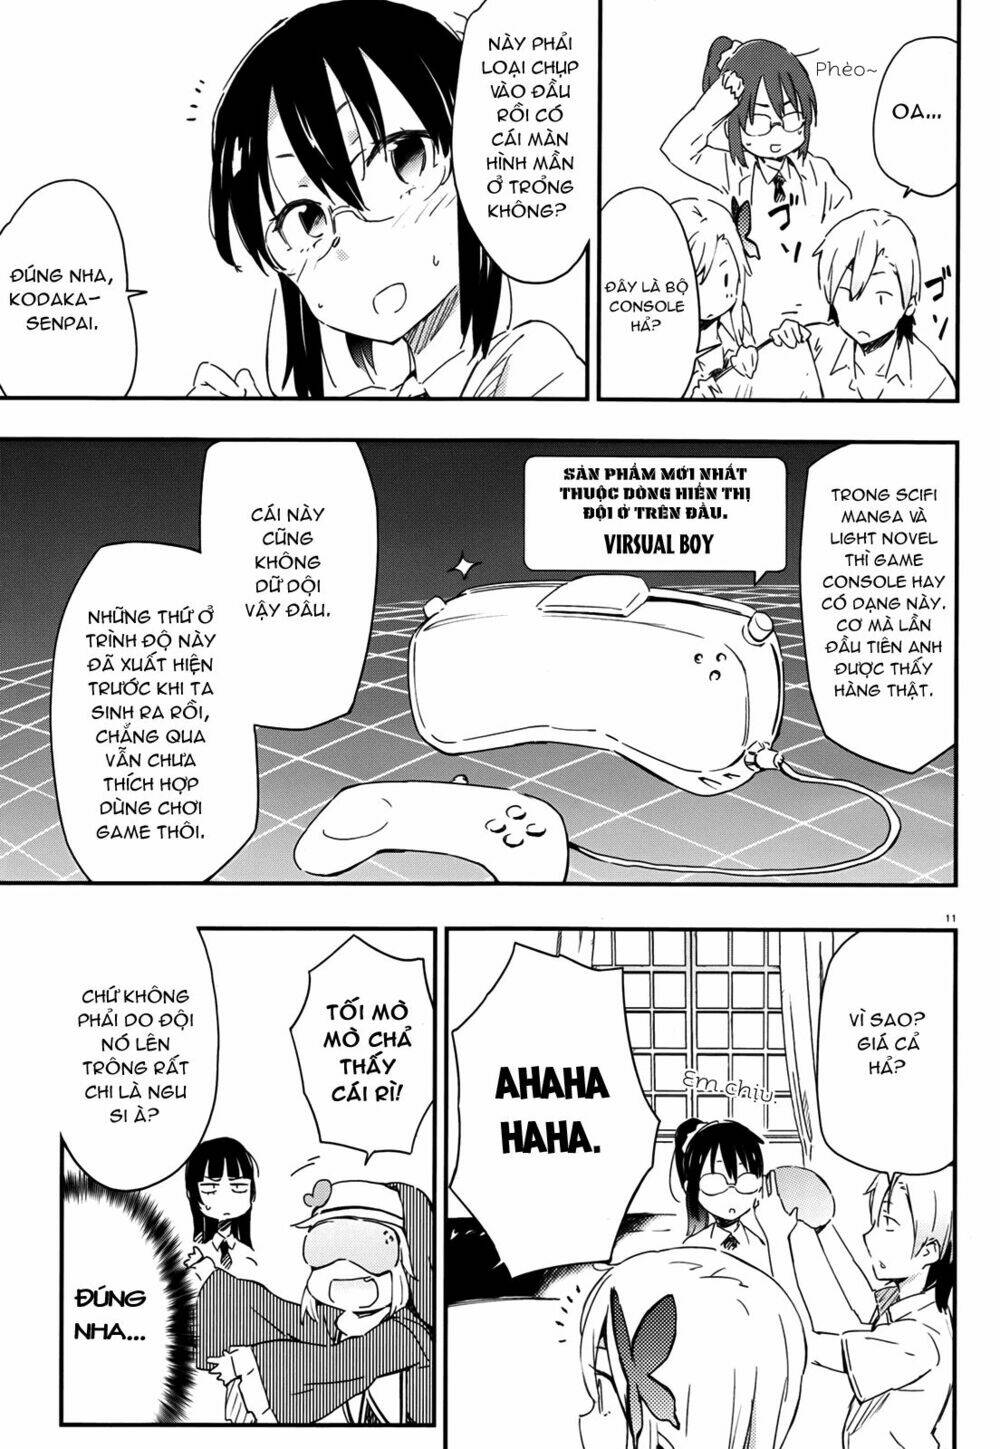 OA...
Phèo~
ĐÂY LÀ BỘ
CONSOLE
HẢ?
NÀY PHẢI
LOẠI CHỤP
VÀO ĐẦU
RỒI CÓ
CÁI MÀN
HÌNH MẦN
Ở TRỎNG
KHÔNG?
ĐÚNG NHA,
KODAKA-
SENPAI.
TRONG SCIFI
MANGA VÀ
LIGHT NOVEL
THÌ GAME
CONSOLE HAY
CÓ DẠNG NÀY.
CƠ MÀ LẦN
ĐẦU TIÊN ANH
ĐƯỢC THẤY
HÀNG THẬT.
SẢN PHẨM MỚI NHẤT
THUỘC DÒNG HIỂN THỊ
ĐỘI Ở TRÊN ĐẦU.
VIRSUAL BOY
CÁI NÀY
CŨNG
KHÔNG
DỮ DỘI
VẬY ĐÂU.
NHỮNG THỨ Ở
TRÌNH ĐỘ NÀY
ĐÃ XUẤT HIỆN
TRƯỚC KHI TA
SINH RA RỒI,
CHẲNG QUA
VẪN CHƯA
THÍCH HỢP
DÙNG CHƠI
GAME THÔI.
11
VÌ SAO?
GIÁ CẢ
HẢ?
Em chịu.
AHAHA
HAHA.
TỐI MÒ
MÒ CHẢ
THẤY
CÁI RÌ!
CHỨ KHÔNG
PHẢI DO ĐỘI
NÓ LÊN
TRÔNG RẤT
CHI LÀ NGU
SI À?
ĐÚNG
NHA...